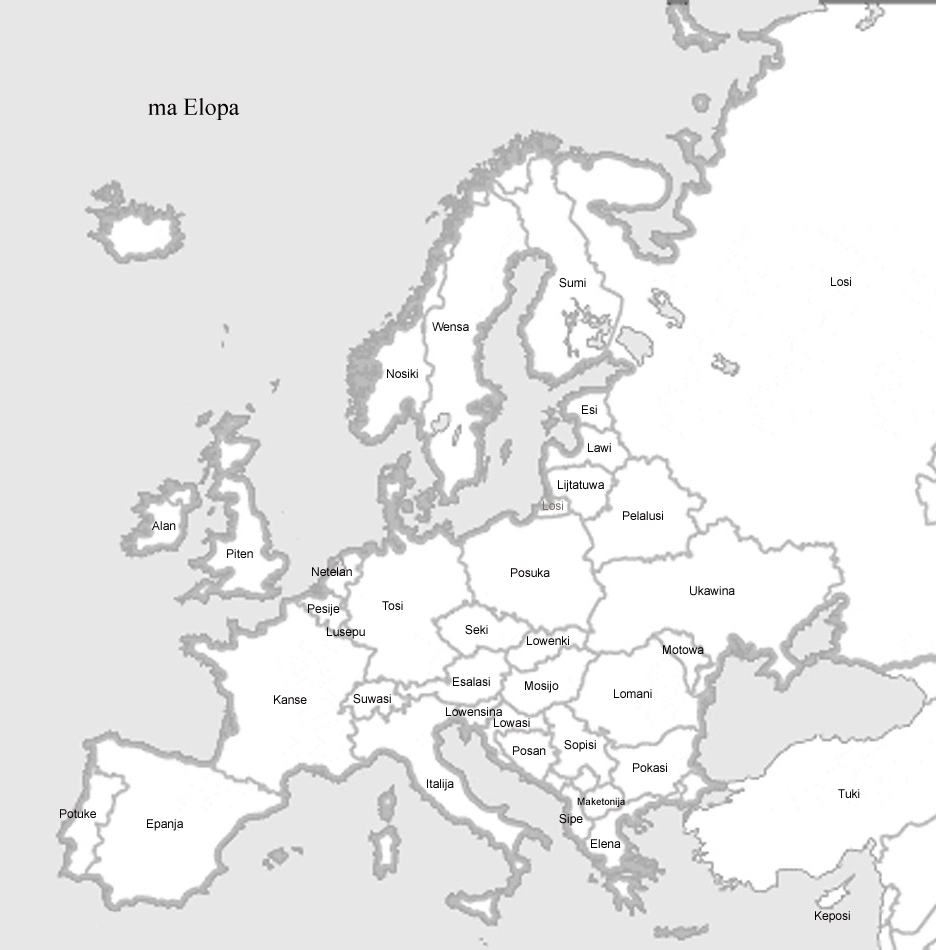 ma Elopa
Losi
Sumi
Wensa
Nosiki
Esi
Lawi
Lijtatuwa
Losi
Pelalusi
Alan
Piten
Netelan
Posuka
Ukawina
Pesije
Tosi
Lusepu
Seki
Lowenki
Motowa
Esalasi
Mosijo
Lomani
Kanse
Suwasi
Lowensina
Lowasi
Posan
Sopisi
Pokasi
Italija
Tuki
Maketonija
Potuke
Epanja
Sipe
Elena
Keposi